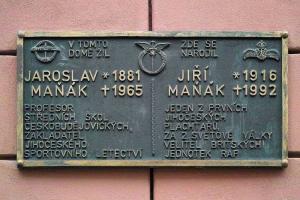 V TOMTO
DOMĚ ŽIL
JAROSLAV *1881
MAŇÁK †1965
PROFESOR
STŘEDNÍCH ŠKOL
ČESKOBUDĚJOVICKÝCH,
ZAKLADATEL
JIHOČESKÉHO
SPORTOVNÍHO LETECTVÍ
ZDE SE
NARODIL
JIŘÍ *1916
MAŇÁK †1992
JEDEN Z PRVNÍCH
JIHOČESKÝCH
PLACHTAŘŮ,
ZA 2.SVĚTOVÉ VÁLKY
VELITEL BRITSKÝCH
JEDNOTEK RAF